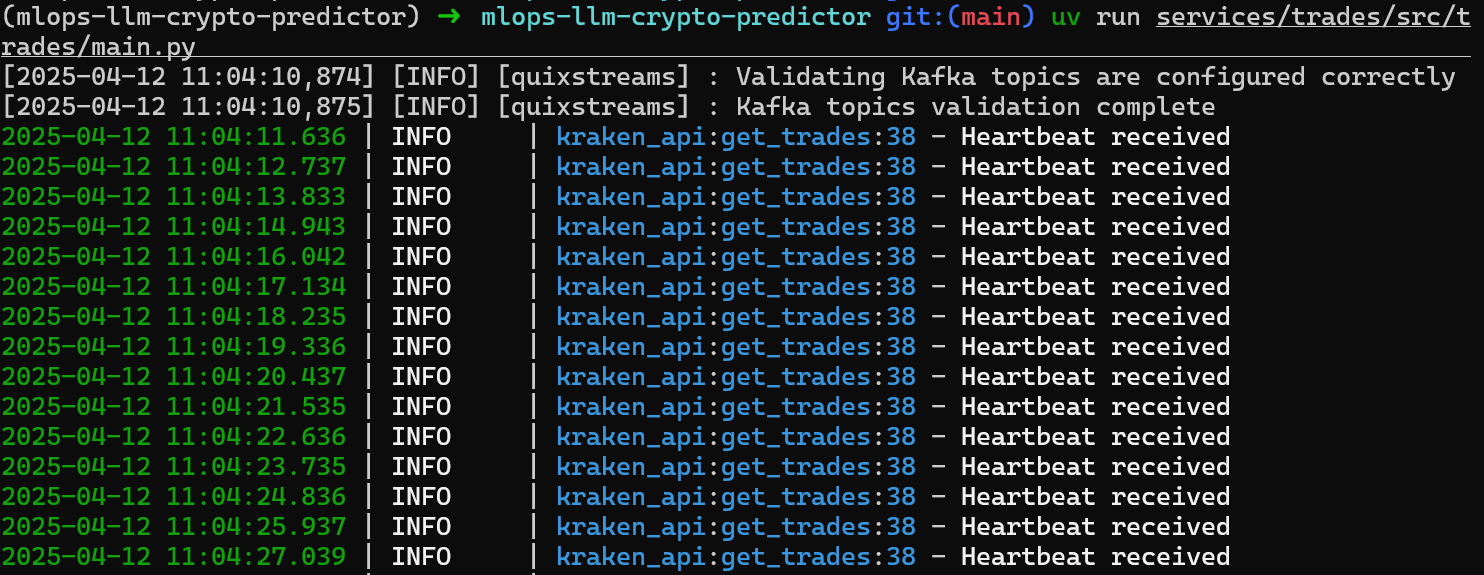 (mlops-llm-crypto-predictor) ➜ mlops-llm-crypto-predictor git:(main) uv run services/trades/src/t
rades/main.py
[2025-04-12 11:04:10,874] [INFO] [quixstreams] : Validating Kafka topics are configured correctly
[2025-04-12 11:04:10,875] [INFO] [quixstreams] : Kafka topics validation complete
2025-04-12 11:04:11.636 | INFO     | kraken_api:get_trades:38 - Heartbeat received
2025-04-12 11:04:12.737 | INFO     | kraken_api:get_trades:38 - Heartbeat received
2025-04-12 11:04:13.833 | INFO     | kraken_api:get_trades:38 - Heartbeat received
2025-04-12 11:04:14.943 | INFO     | kraken_api:get_trades:38 - Heartbeat received
2025-04-12 11:04:16.042 | INFO     | kraken_api:get_trades:38 - Heartbeat received
2025-04-12 11:04:17.134 | INFO     | kraken_api:get_trades:38 - Heartbeat received
2025-04-12 11:04:18.235 | INFO     | kraken_api:get_trades:38 - Heartbeat received
2025-04-12 11:04:19.336 | INFO     | kraken_api:get_trades:38 - Heartbeat received
2025-04-12 11:04:20.437 | INFO     | kraken_api:get_trades:38 - Heartbeat received
2025-04-12 11:04:21.535 | INFO     | kraken_api:get_trades:38 - Heartbeat received
2025-04-12 11:04:22.636 | INFO     | kraken_api:get_trades:38 - Heartbeat received
2025-04-12 11:04:23.735 | INFO     | kraken_api:get_trades:38 - Heartbeat received
2025-04-12 11:04:24.836 | INFO     | kraken_api:get_trades:38 - Heartbeat received
2025-04-12 11:04:25.937 | INFO     | kraken_api:get_trades:38 - Heartbeat received
2025-04-12 11:04:27.039 | INFO     | kraken_api:get_trades:38 - Heartbeat received